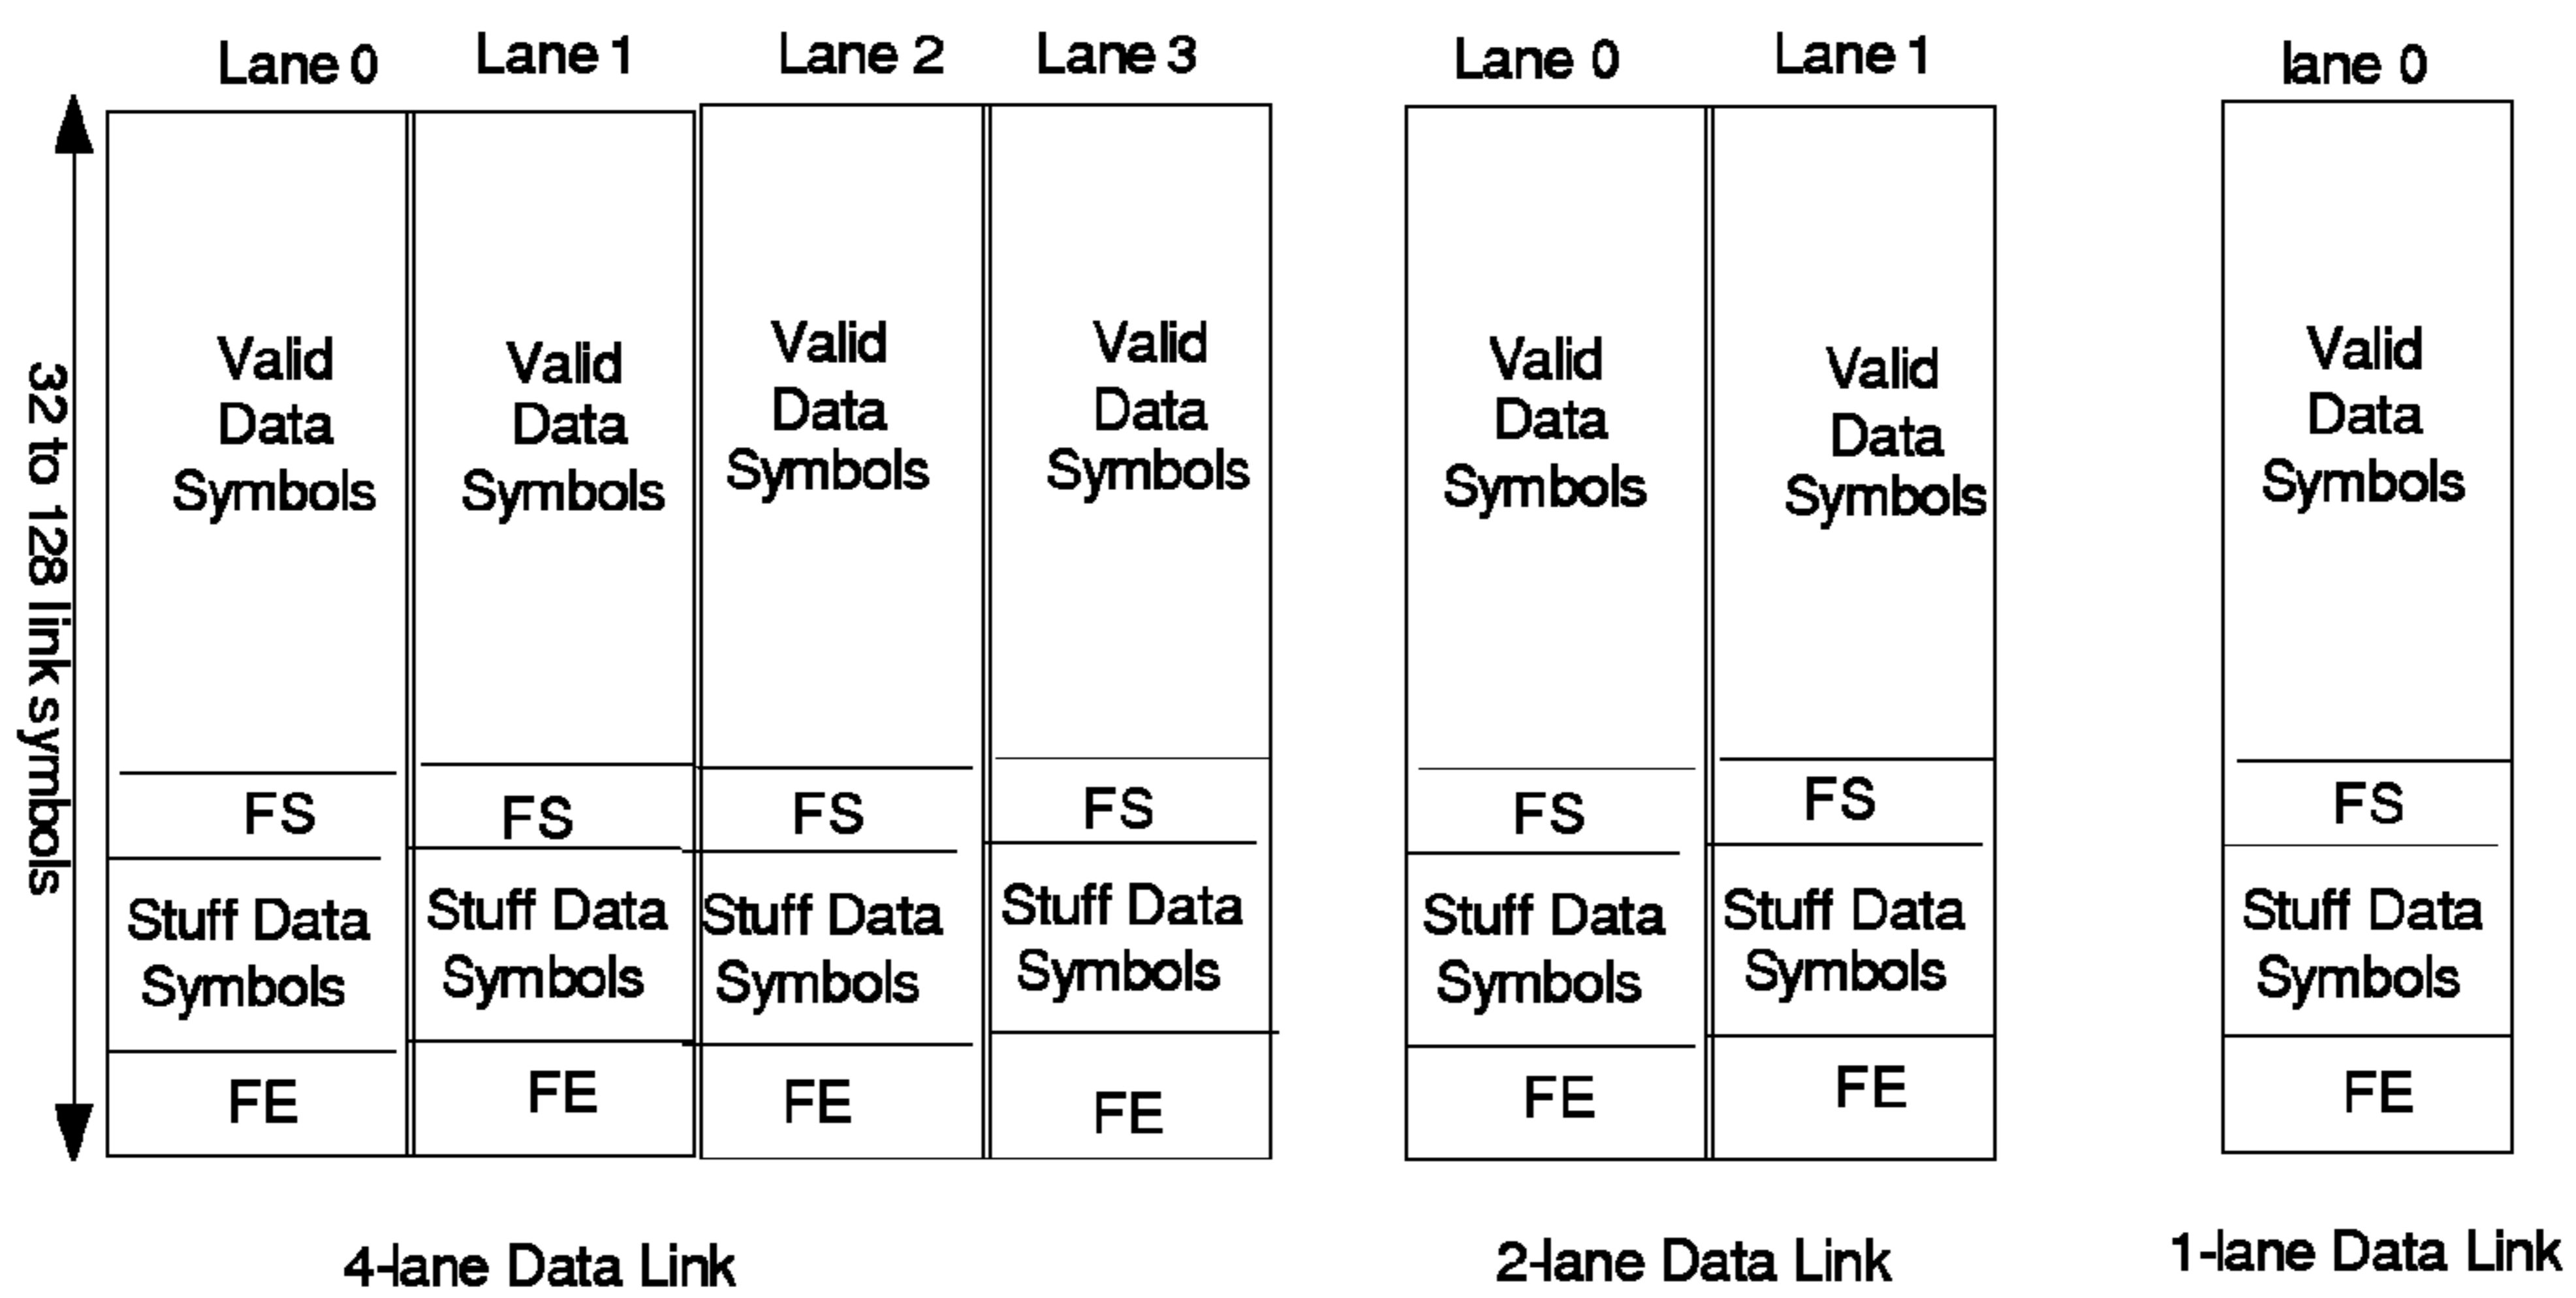 Lane 0
Lane 1
Lane 2
Lane 3
Lane 0
Lane 1
lane 0
32 to 128 link symbols
Valid
Data
Symbols
Valid
Data
Symbols
Valid
Data
Symbols
Valid
Data
Symbols
Valid
Data
Symbols
Valid
Data
Symbols
Valid
Data
Symbols
FS
FS
FS
FS
FS
FS
FS
Stuff Data
Symbols
Stuff Data
Symbols
Stuff Data
Symbols
Stuff Data
Symbols
Stuff Data
Symbols
Stuff Data
Symbols
Stuff Data
Symbols
FE
FE
FE
FE
FE
FE
FE
4-lane Data Link
2-lane Data Link
1-lane Data Link